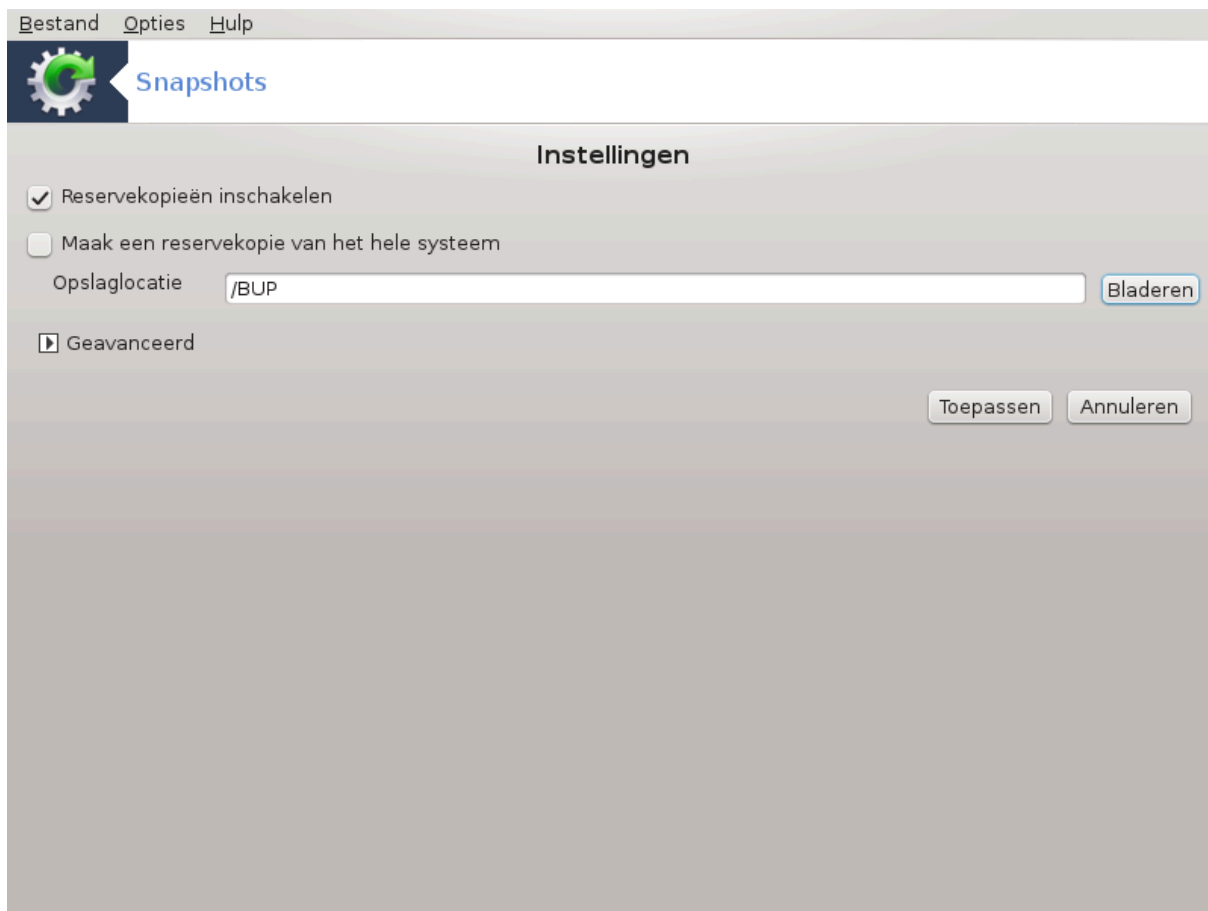 Bestand Opties Hulp
Snapshots
Instellingen
Reservekopieën inschakelen
Maak een reservekopie van het hele systeem
Opslaglocatie /BUP Bladeren
Geavanceerd
Toepassen Annuleren